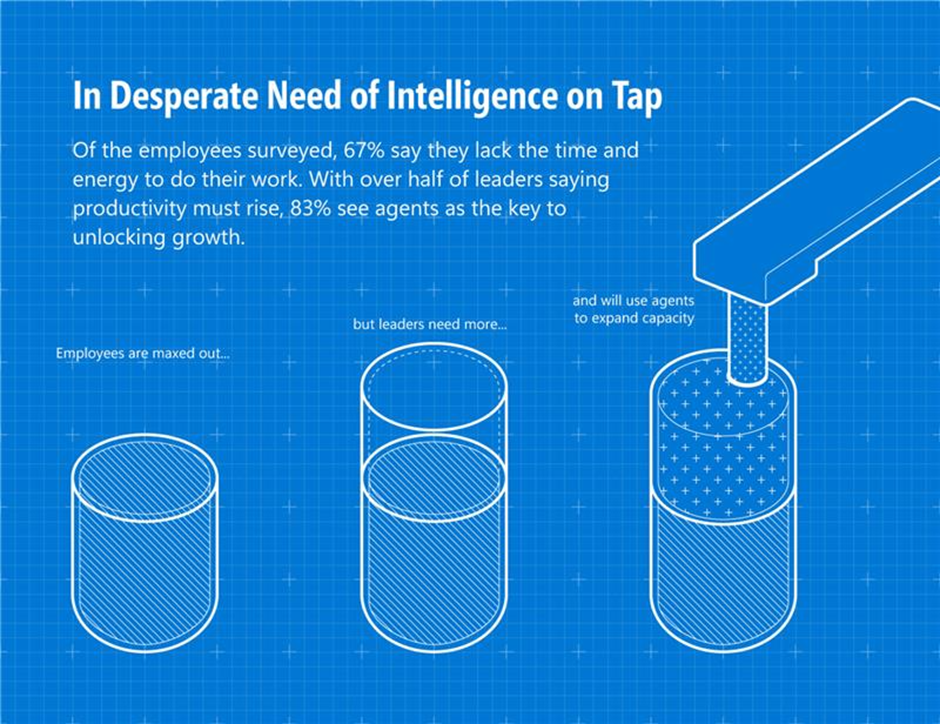 In Desperate Need of Intelligence on Tap
Of the employees surveyed, 67% say they lack the time and
energy to do their work. With over half of leaders saying
productivity must rise, 83% see agents as the key to
unlocking growth.
Employees are maxed out...
but leaders need more...
and will use agents
to expand capacity